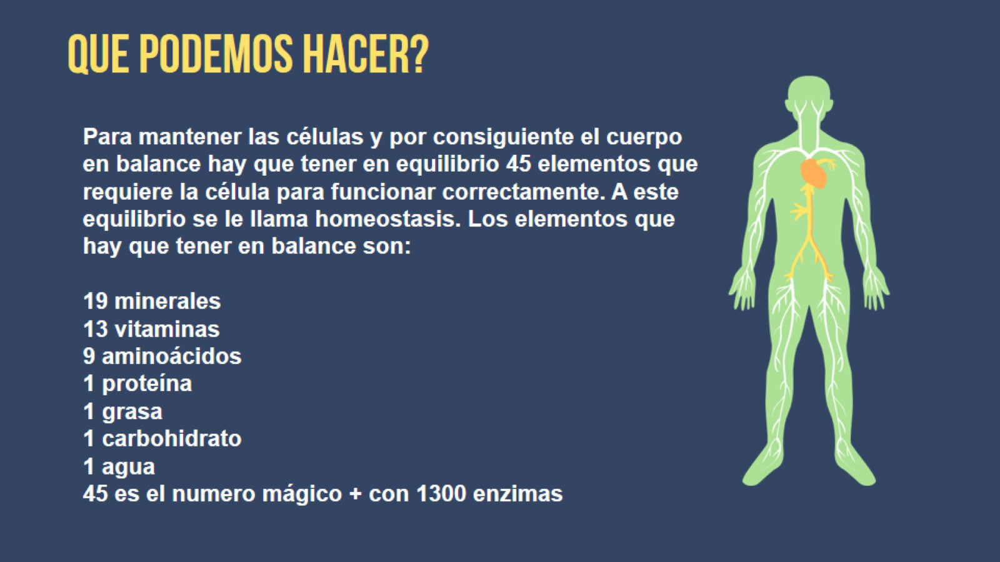 QUE PODEMOS HACER?
Para mantener las células y por consiguiente el cuerpo
en balance hay que tener en equilibrio 45 elementos que
requiere la célula para funcionar correctamente. A este
equilibrio se le llama homeostasis. Los elementos que
hay que tener en balance son:
19 minerales
13 vitaminas
9 aminoácidos
1 proteína
1 grasa
1 carbohidrato
1 agua
45 es el numero mágico + con 1300 enzimas